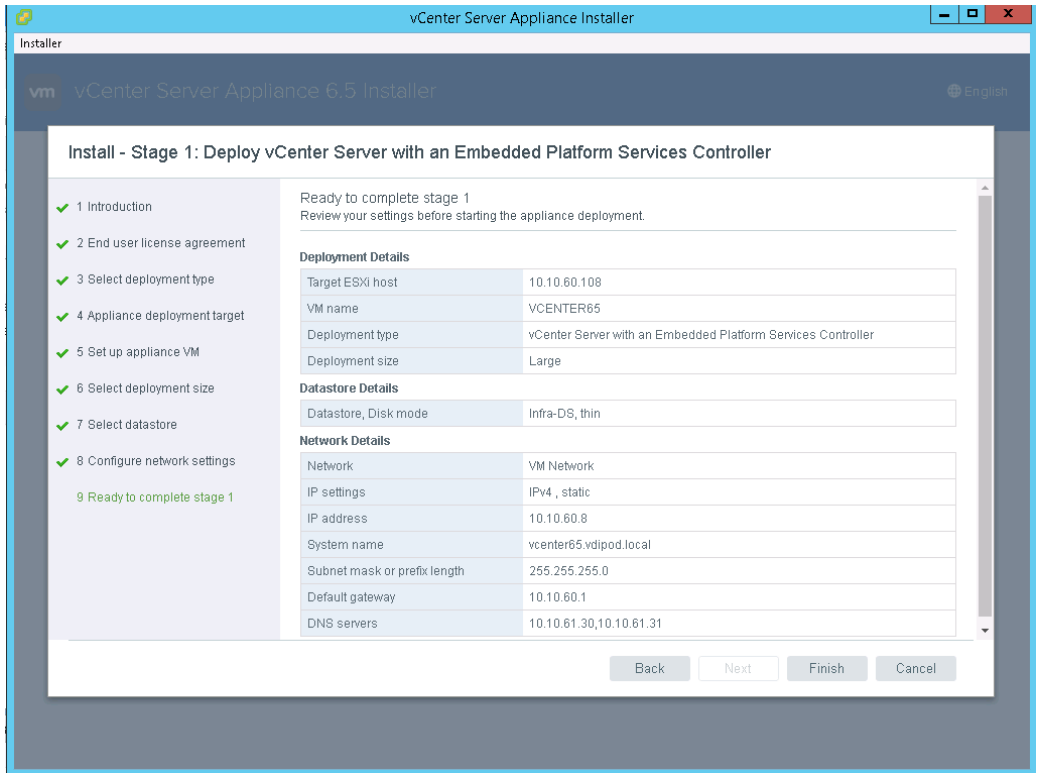 vCenter Server Appliance Installer
Installer
vm vCenter Server Appliance 6.5 Installer English
Install - Stage 1: Deploy vCenter Server with an Embedded Platform Services Controller
1 Introduction
2 End user license agreement
3 Select deployment type
4 Appliance deployment target
5 Set up appliance VM
6 Select deployment size
7 Select datastore
8 Configure network settings
9 Ready to complete stage 1
Ready to complete stage 1
Review your settings before starting the appliance deployment.
Deployment Details
Target ESXi host 10.10.60.108
VM name VCENTER65
Deployment type vCenter Server with an Embedded Platform Services Controller
Deployment size Large
Datastore Details
Datastore, Disk mode Infra-DS, thin
Network Details
Network VM Network
IP settings IPv4 , static
IP address 10.10.60.8
System name vcenter65.vdipod.local
Subnet mask or prefix length 255.255.255.0
Default gateway 10.10.60.1
DNS servers 10.10.61.30,10.10.61.31
Back Next Finish Cancel